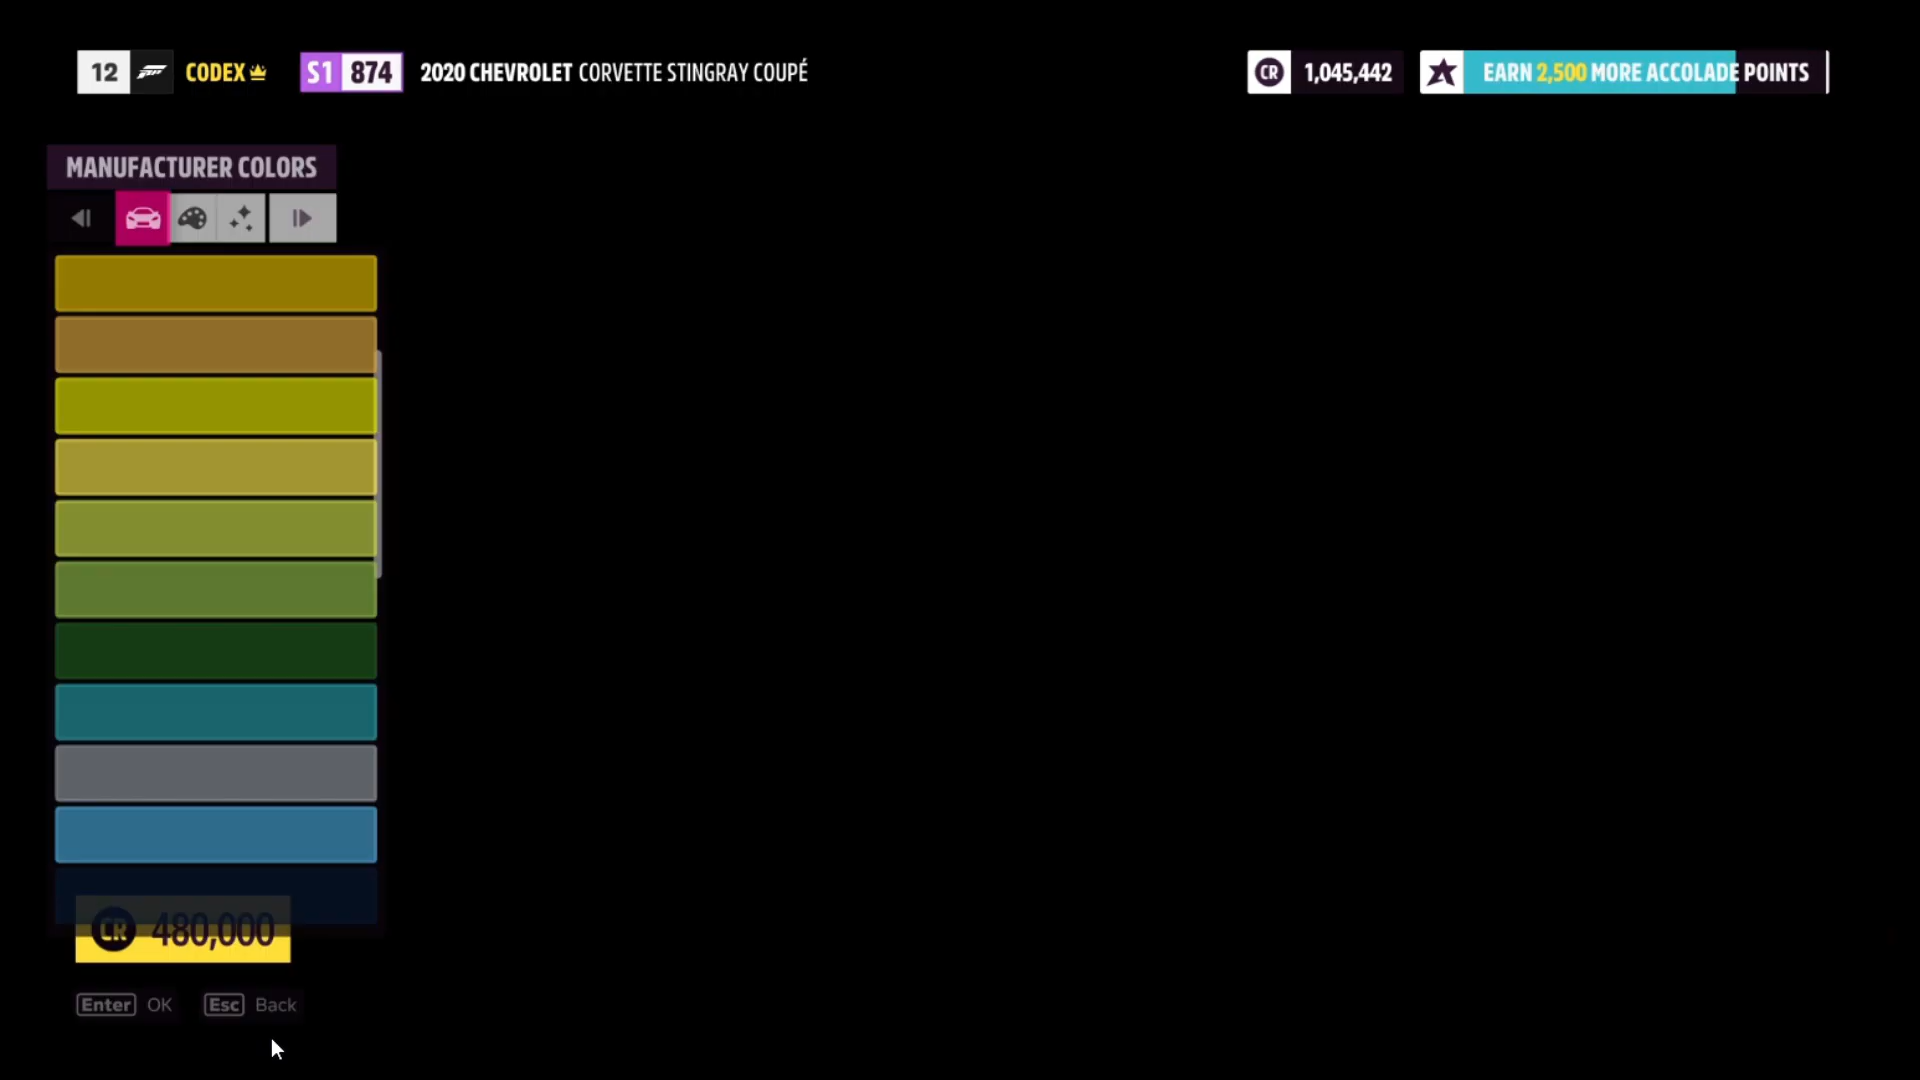 12 CODEX S1 874 2020 CHEVROLET CORVETTE STINGRAY COUPÉ CR 1,045,442 EARN 2,500 MORE ACCOLADE POINTS
MANUFACTURER COLORS
CR 480,000
Enter OK Esc Back